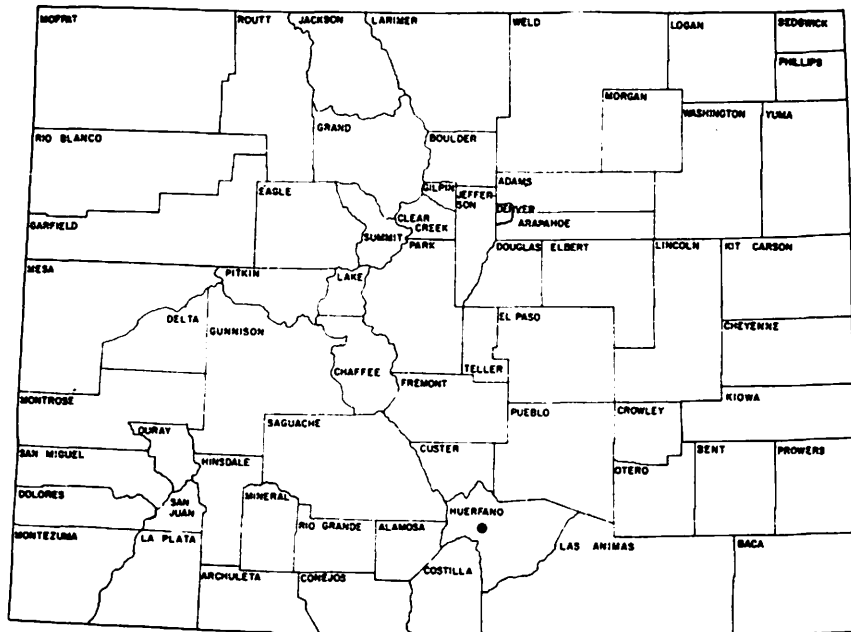 MOFFAT
ROUTT
JACKSON
LARIMER
WELD
LOGAN
SEDGWICK
PHILLIPS
MORGAN
WASHINGTON
YUMA
GRAND
RIO BLANCO
BOULDER
EAGLE
GILPIN
JEFFER
SON
ADAMS
DENVER
ARAPAHOE
GARFIELD
CLEAR
CREEK
SUMMIT
PARK
DOUGLAS
ELBERT
LINCOLN
KIT CARSON
MESA
PITKIN
LAKE
DELTA
GUNNISON
EL PASO
CHEYENNE
CHAFFEE
TELLER
FREMONT
MONTROSE
PUEBLO
CROWLEY
KIOWA
OURAY
SAGUACHE
SAN MIGUEL
HINSDALE
CUSTER
OTERO
BENT
PROWERS
DOLORES
SAN
JUAN
MINERAL
HUERFANO
RIO GRANDE
ALAMOSA
MONTEZUMA
LA PLATA
LAS ANIMAS
BACA
ARCHULETA
CONEJOS
COSTILLA